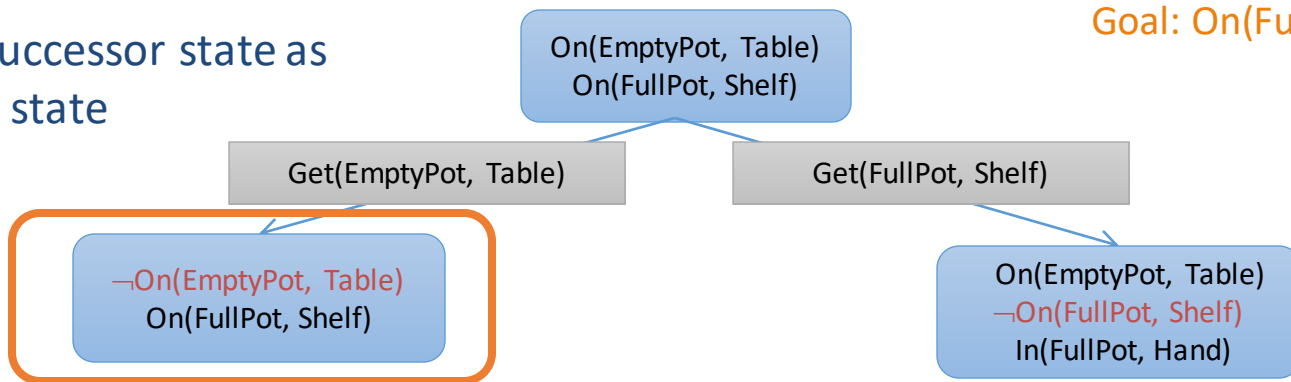 uccessor state as
state
Goal: On(Fu
On(EmptyPot, Table)
On(FullPot, Shelf)
Get(EmptyPot, Table)
Get(FullPot, Shelf)
¬On(EmptyPot, Table)
On(FullPot, Shelf)
On(EmptyPot, Table)
¬On(FullPot, Shelf)
In(FullPot, Hand)